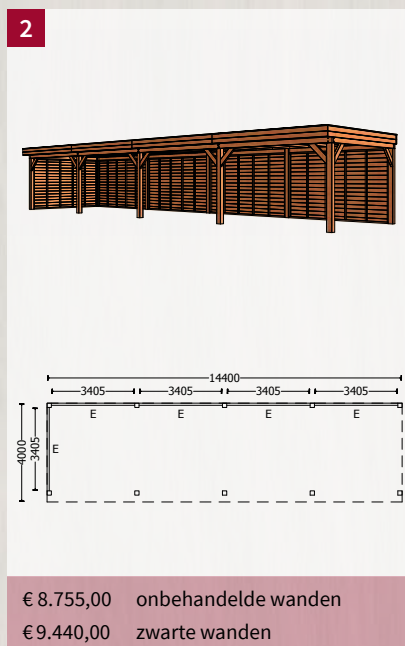 2
14400
3405 3405 3405 3405
E E E E
4000
3405
E
€ 8.755,00 onbehandelde wanden
€ 9.440,00 zwarte wanden